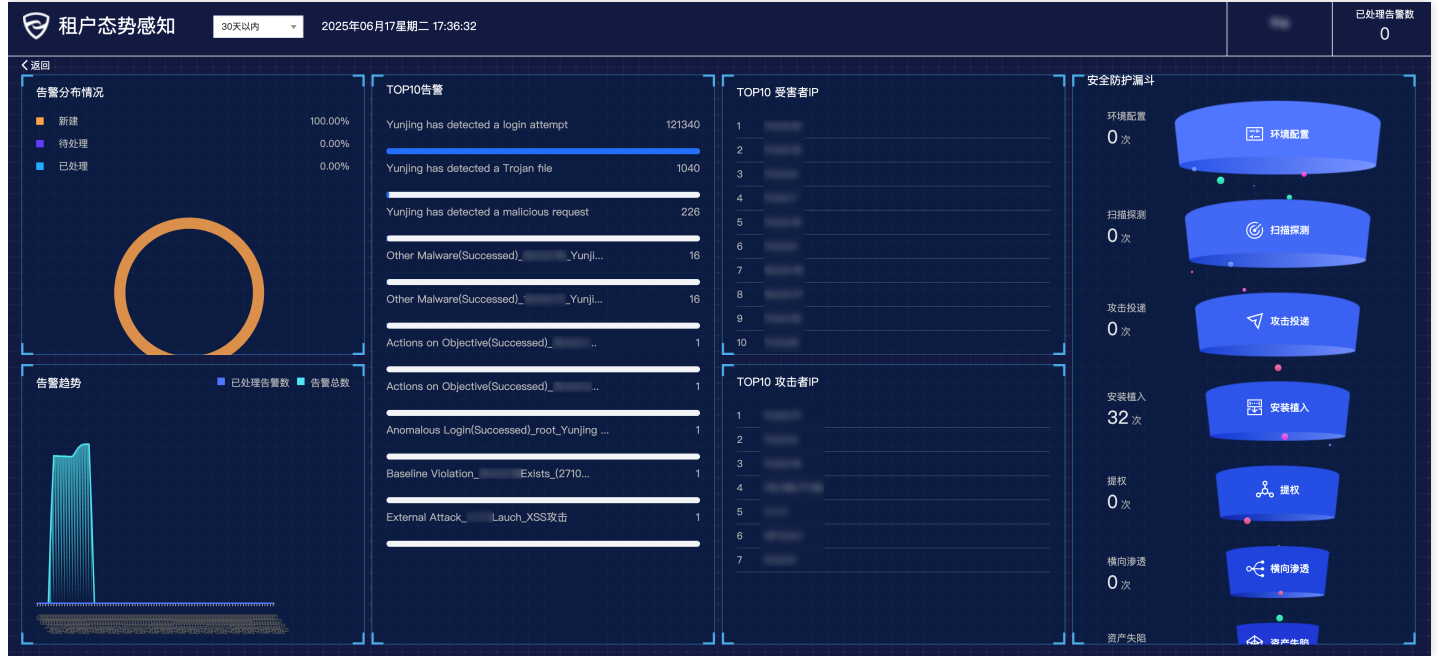 租户态势感知
30天以内
2025年06月17星期二 17:36:32
已处理告警数
0
返回
告警分布情况
新建 100.00%
待处理 0.00%
已处理 0.00%
告警趋势
已处理告警数 告警总数
TOP10告警
Yunjing has detected a login attempt 121340
Yunjing has detected a Trojan file 1040
Yunjing has detected a malicious request 226
Other Malware(Successed)_ _Yunji... 16
Other Malware(Successed)_ _Yunji... 16
Actions on Objective(Successed)_ .. 1
Actions on Objective(Successed)_ ... 1
Anomalous Login(Successed)_root_Yunjing ... 1
Baseline Violation_ Exists_(2710... 1
External Attack_ Lauch_XSS攻击 1
TOP10 受害者IP
1
2
3
4
5
6
7
8
9
10
TOP10 攻击者IP
1
2
3
4
5
6
7
安全防护漏斗
环境配置
0 次
环境配置
扫描探测
0 次
扫描探测
攻击投递
0 次
攻击投递
安装植入
32 次
安装植入
提权
0 次
提权
横向渗透
0 次
横向渗透
资产失陷
资产失陷